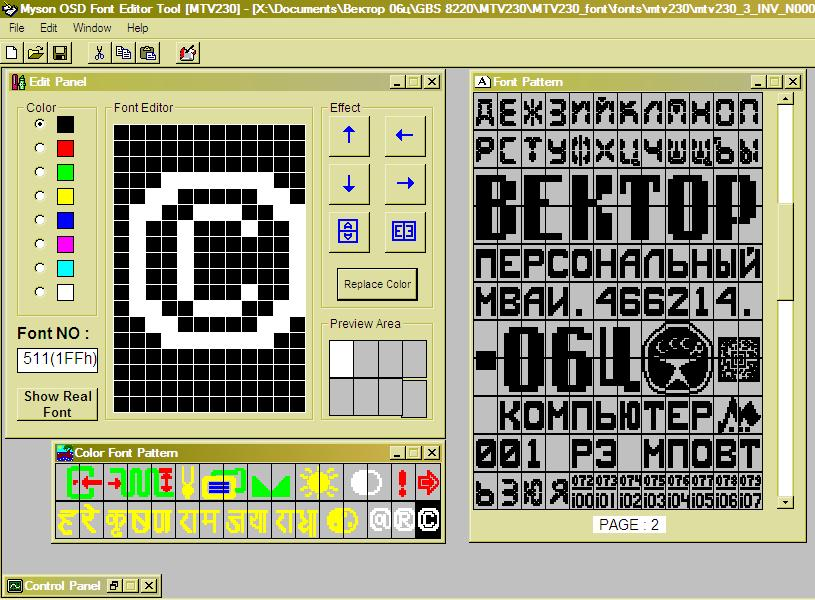 Myson OSD Font Editor Tool [MTV230] - [X:\Documents\Вектор 06ц\GBS 8220\MTV230\MTV230_font\fonts\mtv230\mtv230_3_INV_N000
File Edit Window Help
Edit Panel
Color
Font Editor
Effect
©
Replace Color
Font NO :
511(1FFh)
Show Real Font
Preview Area
Color Font Pattern
हरे कृष्ण राम जय राधा @ ® ©
Control Panel
Font Pattern
Д Е Ж З И Й К Л М Н О П
Р С Т У Ф Х Ц Ч Ш Щ Ъ Ы
ВЕКТОР
ПЕРСОНАЛЬНЫЙ
МВАИ.466214.
-06Ц
КОМПЬЮТЕР
001 РЭ МПОВТ
Ь Э Ю Я 072 073 074 075 076 077 078 079
i00 i01 i02 i03 i04 i05 i06 i07
PAGE : 2